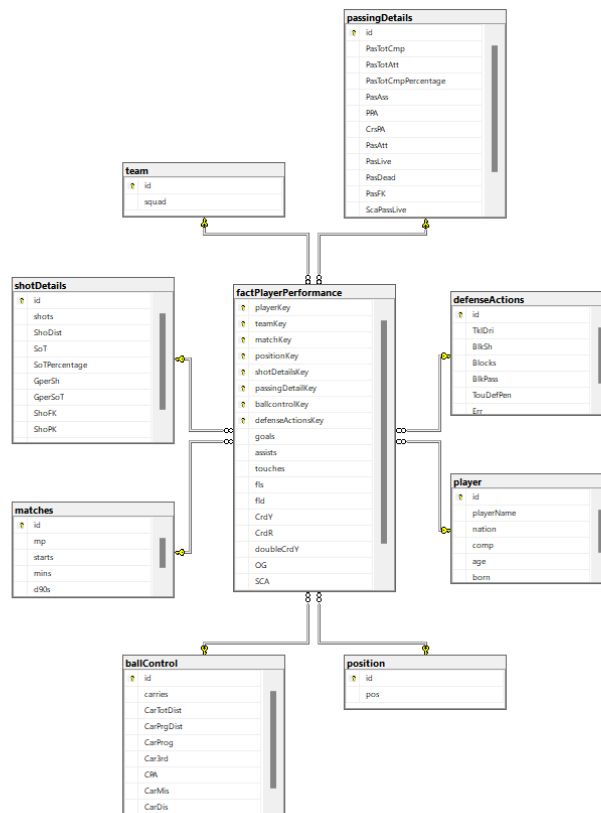 passingDetails
id
PasTotCmp
PasTotAtt
PasTotCmpPercentage
PasAss
PPA
CrsPA
PasAtt
PasLive
PasDead
PasFK
ScaPassLive
team
id
squad
shotDetails
id
shots
ShoDist
SoT
SoTPercentage
GperSh
GperSoT
ShoFK
ShoPK
factPlayerPerformance
playerKey
teamKey
matchKey
positionKey
shotDetailsKey
passingDetailKey
ballcontrolKey
defenseActionsKey
goals
assists
touches
fls
fld
CrdY
CrdR
doubleCrdY
OG
SCA
defenseActions
id
TklDri
BlkSh
Blocks
BlkPass
TouDefPen
Err
matches
id
mp
starts
mins
d90s
player
id
playerName
nation
comp
age
born
ballControl
id
carries
CarTotDist
CarPrgDist
CarProg
Car3rd
CPA
CarMis
CarDis
position
id
pos